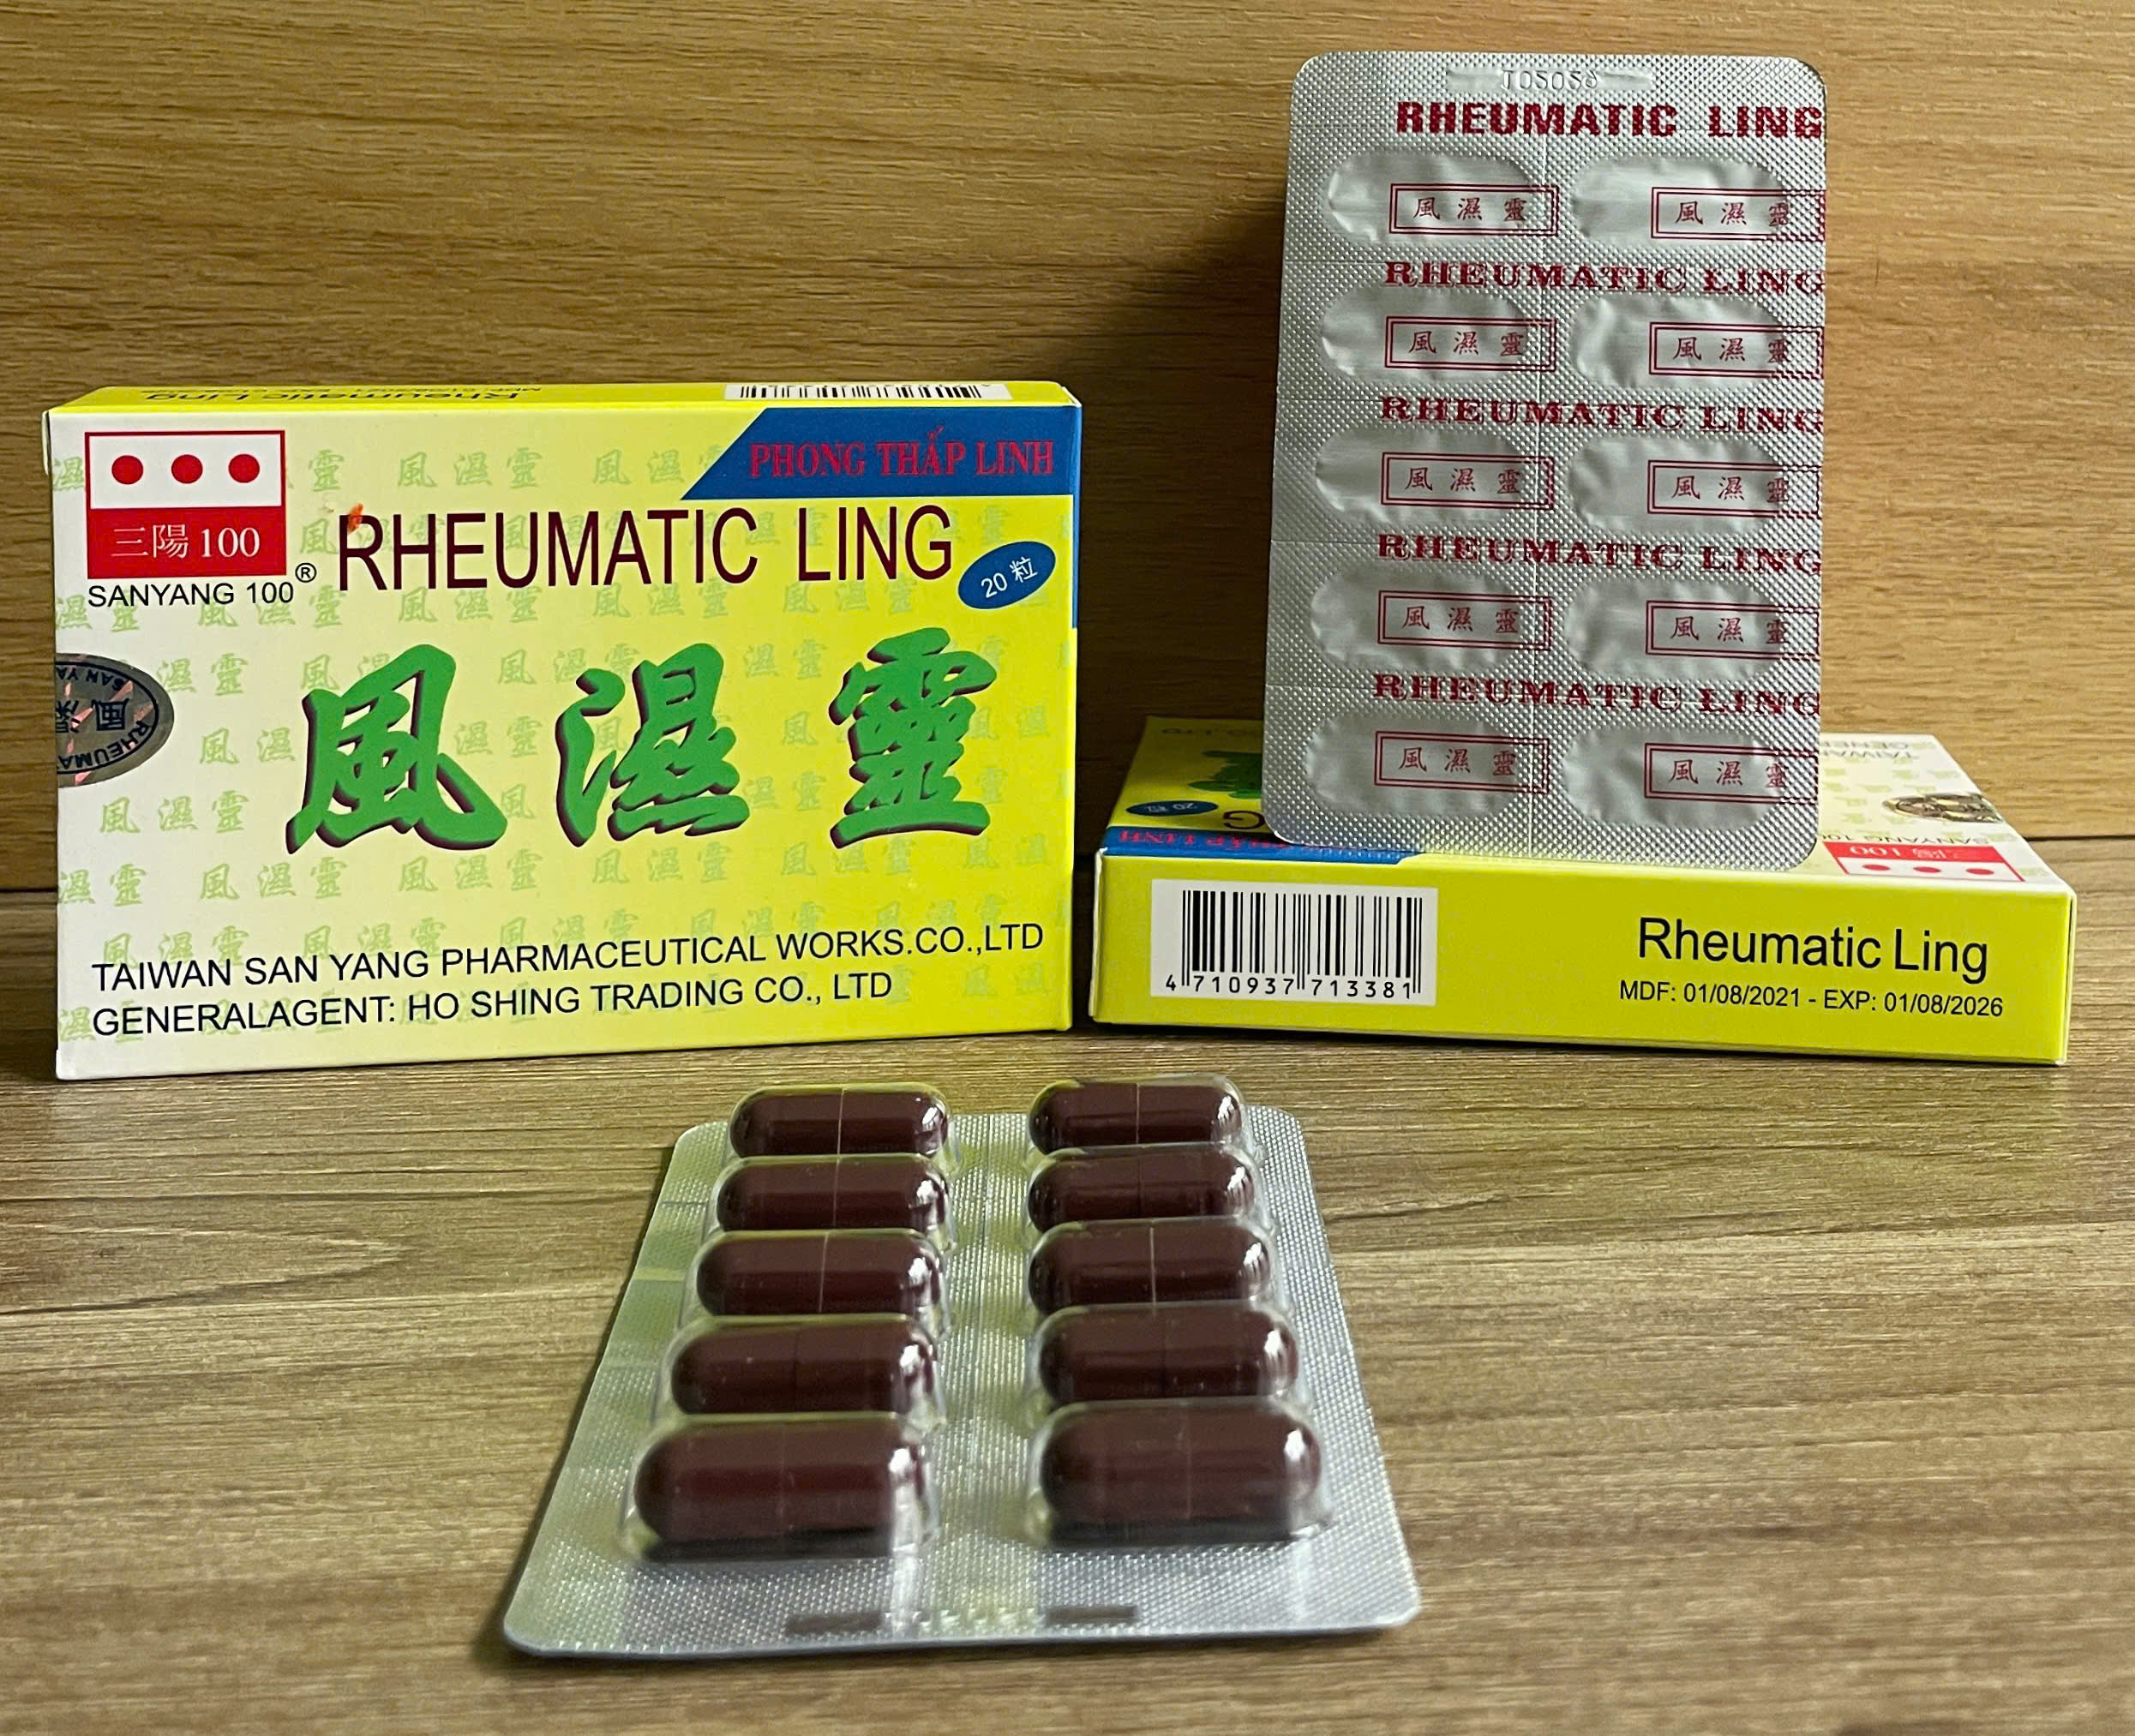 三陽100
SANYANG 100®
PHONG THẤP LINH
RHEUMATIC LING
20 粒
風濕靈
TAIWAN SAN YANG PHARMACEUTICAL WORKS.CO.,LTD
GENERALAGENT: HO SHING TRADING CO., LTD
RHEUMATIC LING
風濕靈 風濕靈
RHEUMATIC LING
風濕靈 風濕靈
RHEUMATIC LING
風濕靈 風濕靈
RHEUMATIC LING
風濕靈 風濕靈
RHEUMATIC LING
風濕靈 風濕靈
4 710937 713381
Rheumatic Ling
MDF: 01/08/2021 - EXP: 01/08/2026